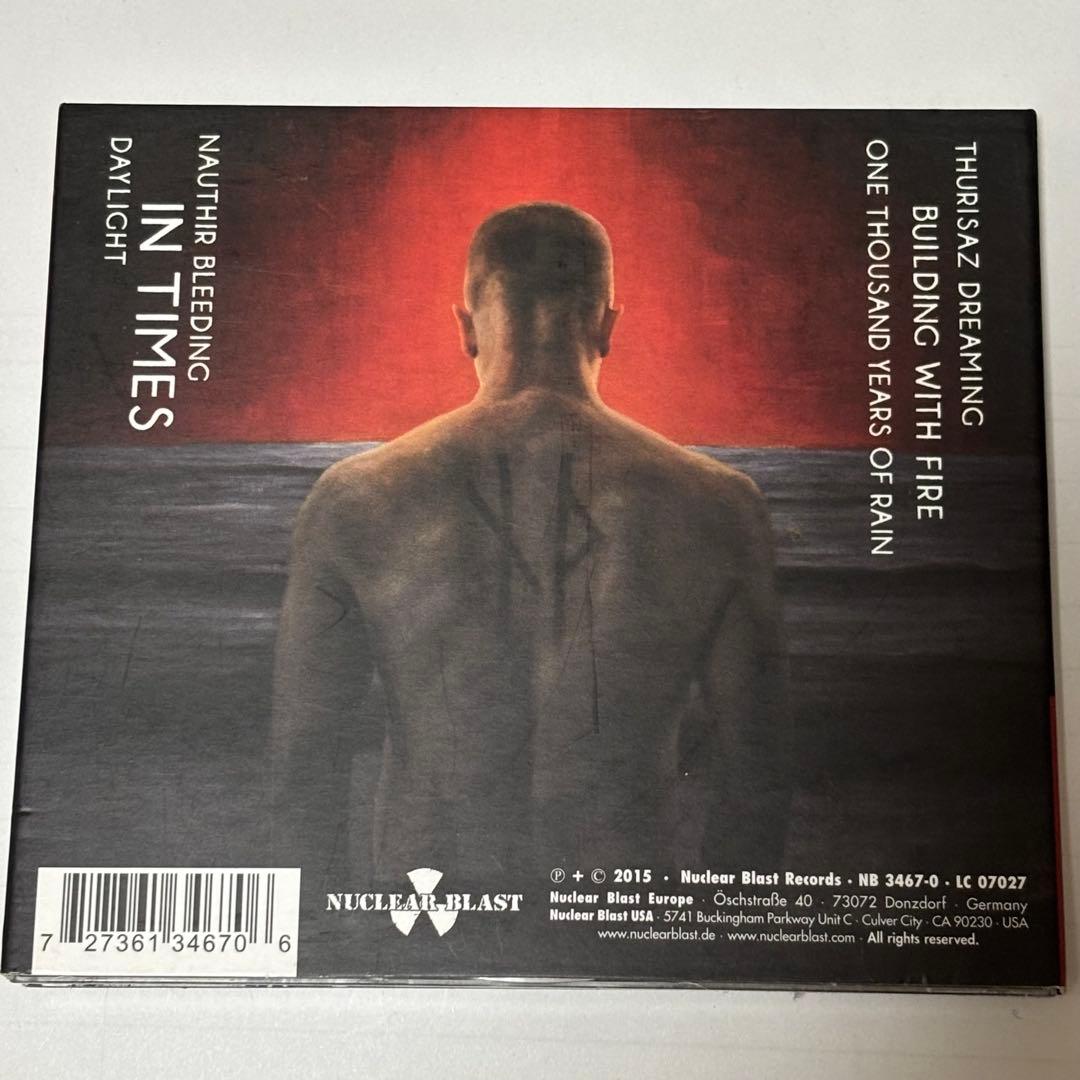 THURISAZ DREAMING
BUILDING WITH FIRE
ONE THOUSAND YEARS OF RAIN
NAUTHIR BLEEDING
IN TIMES
DAYLIGHT
7 27361 34670 6
NUCLEAR BLAST
℗ + © 2015 · Nuclear Blast Records · NB 3467-0 · LC 07027
Nuclear Blast Europe · Öschstraße 40 · 73072 Donzdorf · Germany
Nuclear Blast USA · 5741 Buckingham Parkway Unit C · Culver City · CA 90230 · USA
www.nuclearblast.de · www.nuclearblast.com · All rights reserved.